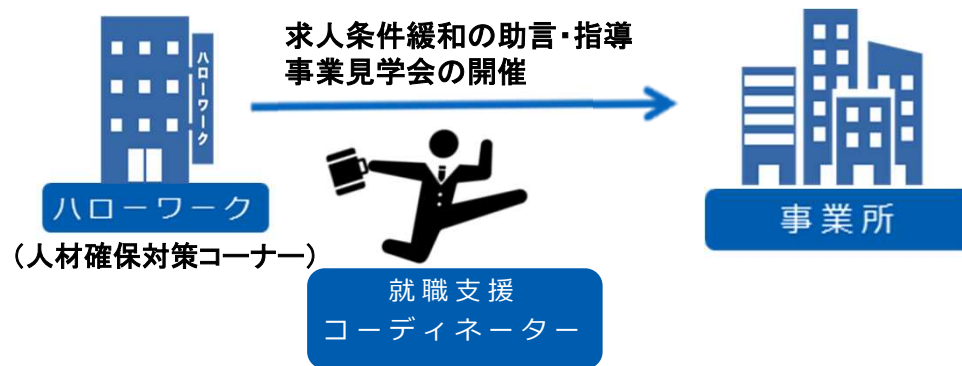 求人条件緩和の助言・指導
事業見学会の開催
ハローワーク
ハローワーク
（人材確保対策コーナー）
事業所
就職支援
コーディネーター